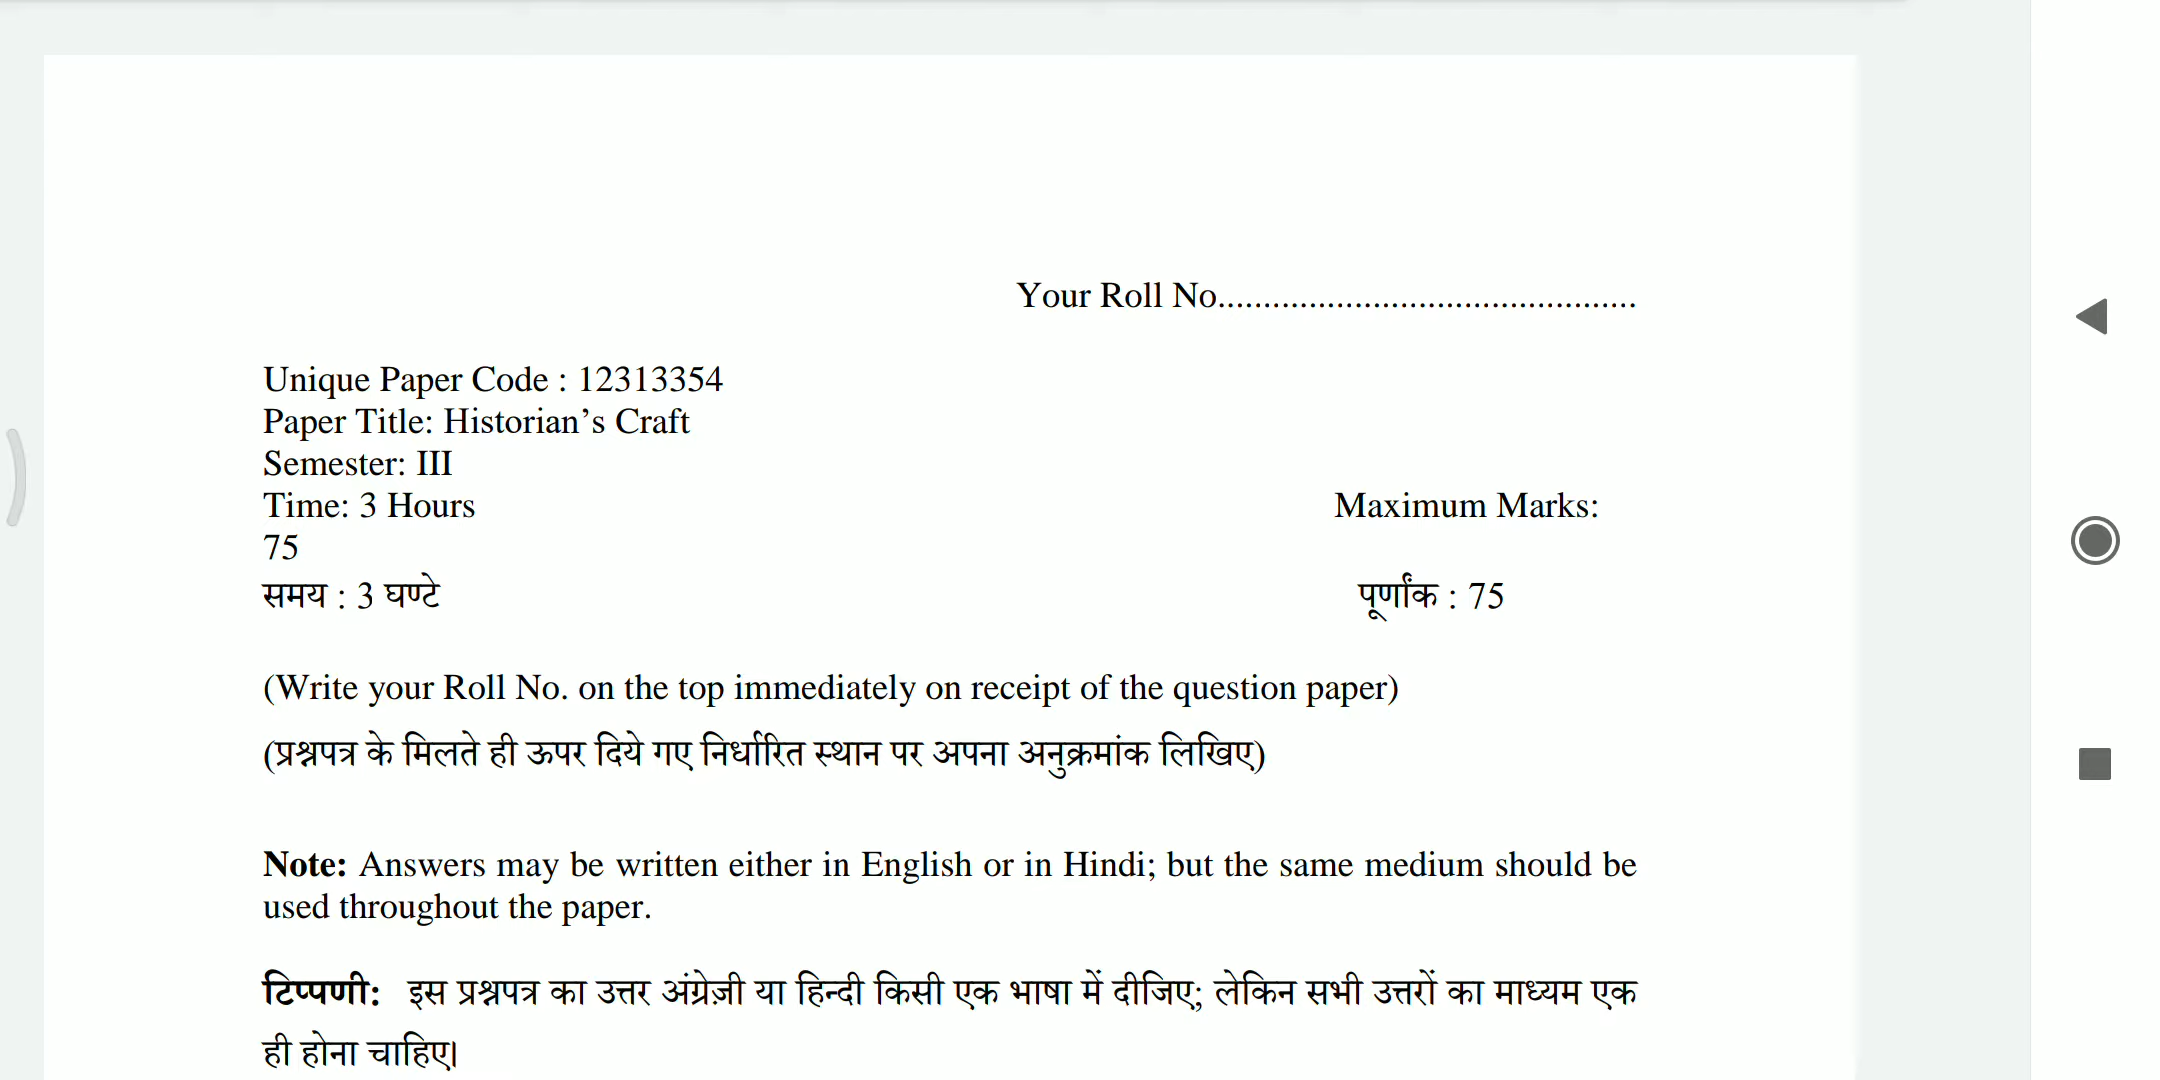 Your Roll No..............................................
Unique Paper Code : 12313354
Paper Title: Historian’s Craft
Semester: III
Time: 3 Hours Maximum Marks:
75
समय : 3 घण्टे पूर्णांक : 75
(Write your Roll No. on the top immediately on receipt of the question paper)
(प्रश्नपत्र के मिलते ही ऊपर दिये गए निर्धारित स्थान पर अपना अनुक्रमांक लिखिए)
Note: Answers may be written either in English or in Hindi; but the same medium should be
used throughout the paper.
टिप्पणी: इस प्रश्नपत्र का उत्तर अंग्रेज़ी या हिन्दी किसी एक भाषा में दीजिए; लेकिन सभी उत्तरों का माध्यम एक
ही होना चाहिए।